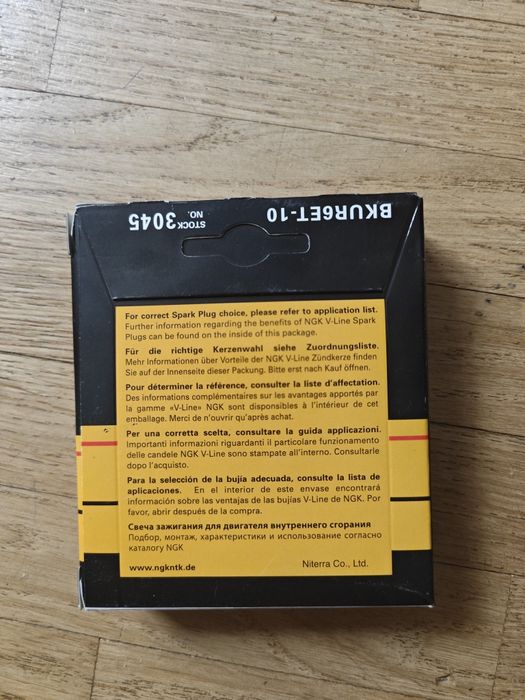 BKUR6ET-10
STOCK NO. 3045
For correct Spark Plug choice, please refer to application list.
Further information regarding the benefits of NGK V-Line Spark
Plugs can be found on the inside of this package.
Für die richtige Kerzenwahl siehe Zuordnungsliste.
Mehr Informationen über Vorteile der NGK V-Line Zündkerze finden
Sie auf der Innenseite dieser Packung. Bitte erst nach Kauf öffnen.
Pour déterminer la référence, consulter la liste d'affectation.
Des informations complémentaires sur les avantages apportés par
la gamme «V-Line» NGK sont disponibles à l'intérieur de cet
emballage. Merci de n'ouvrir qu'après achat.
Per una corretta scelta, consultare la guida applicazioni.
Importanti informazioni riguardanti il particolare funzionamento
delle candele NGK V-Line sono stampate all'interno. Consultarle
dopo l'acquisto.
Para la selección de la bujía adecuada, consulte la lista de
aplicaciones. En el interior de este envase encontrará
información sobre las ventajas de las bujías V-Line de NGK. Por
favor, abrir después de la compra.
Свеча зажигания для двигателя внутреннего сгорания
Подбор, монтаж, характеристики и использование согласно
каталогу NGK
www.ngkntk.de
Niterra Co., Ltd.